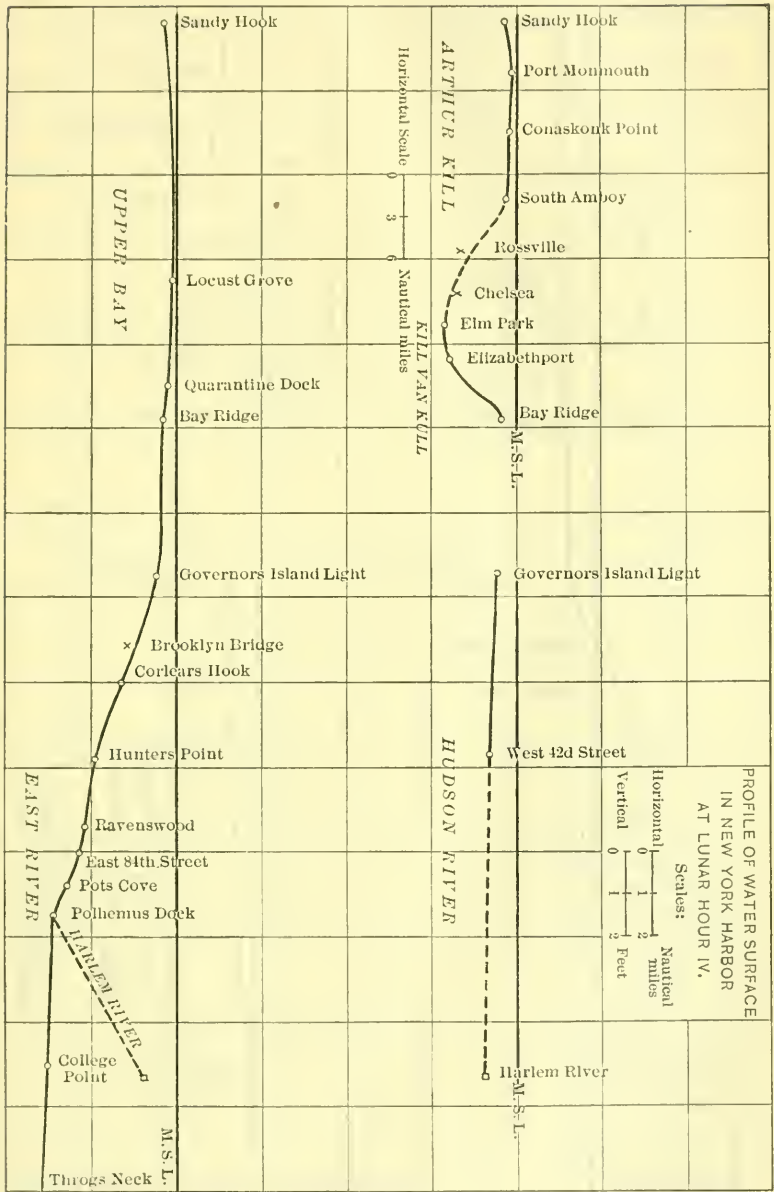 Sandy Hook
Locust Grove
Quarantine Dock
Bay Ridge
Governors Island Light
Brooklyn Bridge
Corlears Hook
Hunters Point
Ravenswood
East 84th.Street
Pots Cove
Polhemus Dock
HARLEM RIVER
College
Point
Throgs Neck
M.S.L.
UPPER BAY
EAST RIVER
Sandy Hook
Port Monmouth
Conaskonk Point
South Amboy
Rossville
Chelsea
Elm Park
Elizabethport
Bay Ridge
M.S.L.
ARTHUR KILL
KILL VAN KULL
Horizontal Scale
0 3 6
Nautical miles
Governors Island Light
West 42d Street
Harlem River
M.S.L.
HUDSON RIVER
PROFILE OF WATER SURFACE
IN NEW YORK HARBOR
AT LUNAR HOUR IV.
Scales:
Horizontal 0 1 2 Nautical miles
Vertical 0 1 2 Feet